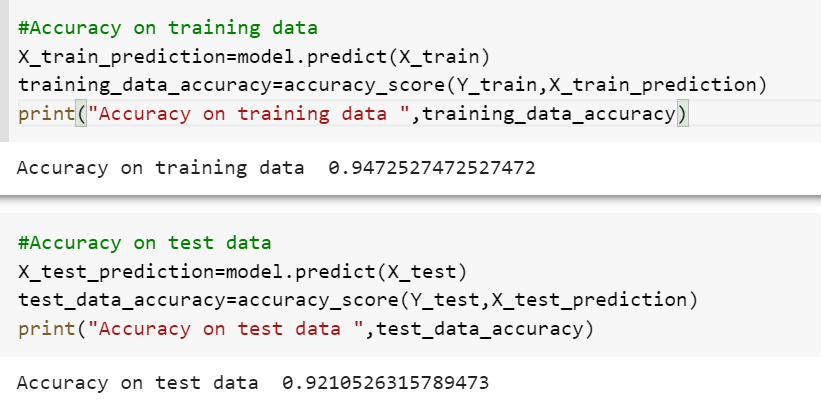 #Accuracy on training data
X_train_prediction=model.predict(X_train)
training_data_accuracy=accuracy_score(Y_train,X_train_prediction)
print("Accuracy on training data ",training_data_accuracy)
Accuracy on training data  0.9472527472527472
#Accuracy on test data
X_test_prediction=model.predict(X_test)
test_data_accuracy=accuracy_score(Y_test,X_test_prediction)
print("Accuracy on test data ",test_data_accuracy)
Accuracy on test data  0.9210526315789473